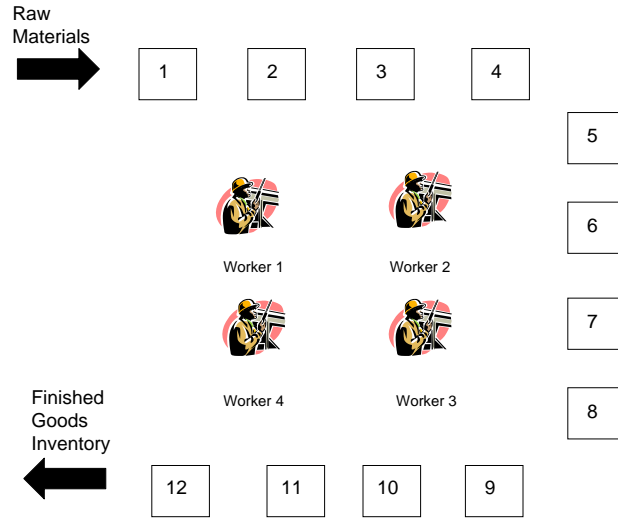 Raw
Materials
1
2
3
4
5
6
Worker 1
Worker 2
7
8
Worker 4
Worker 3
Finished
Goods
Inventory
12
11
10
9